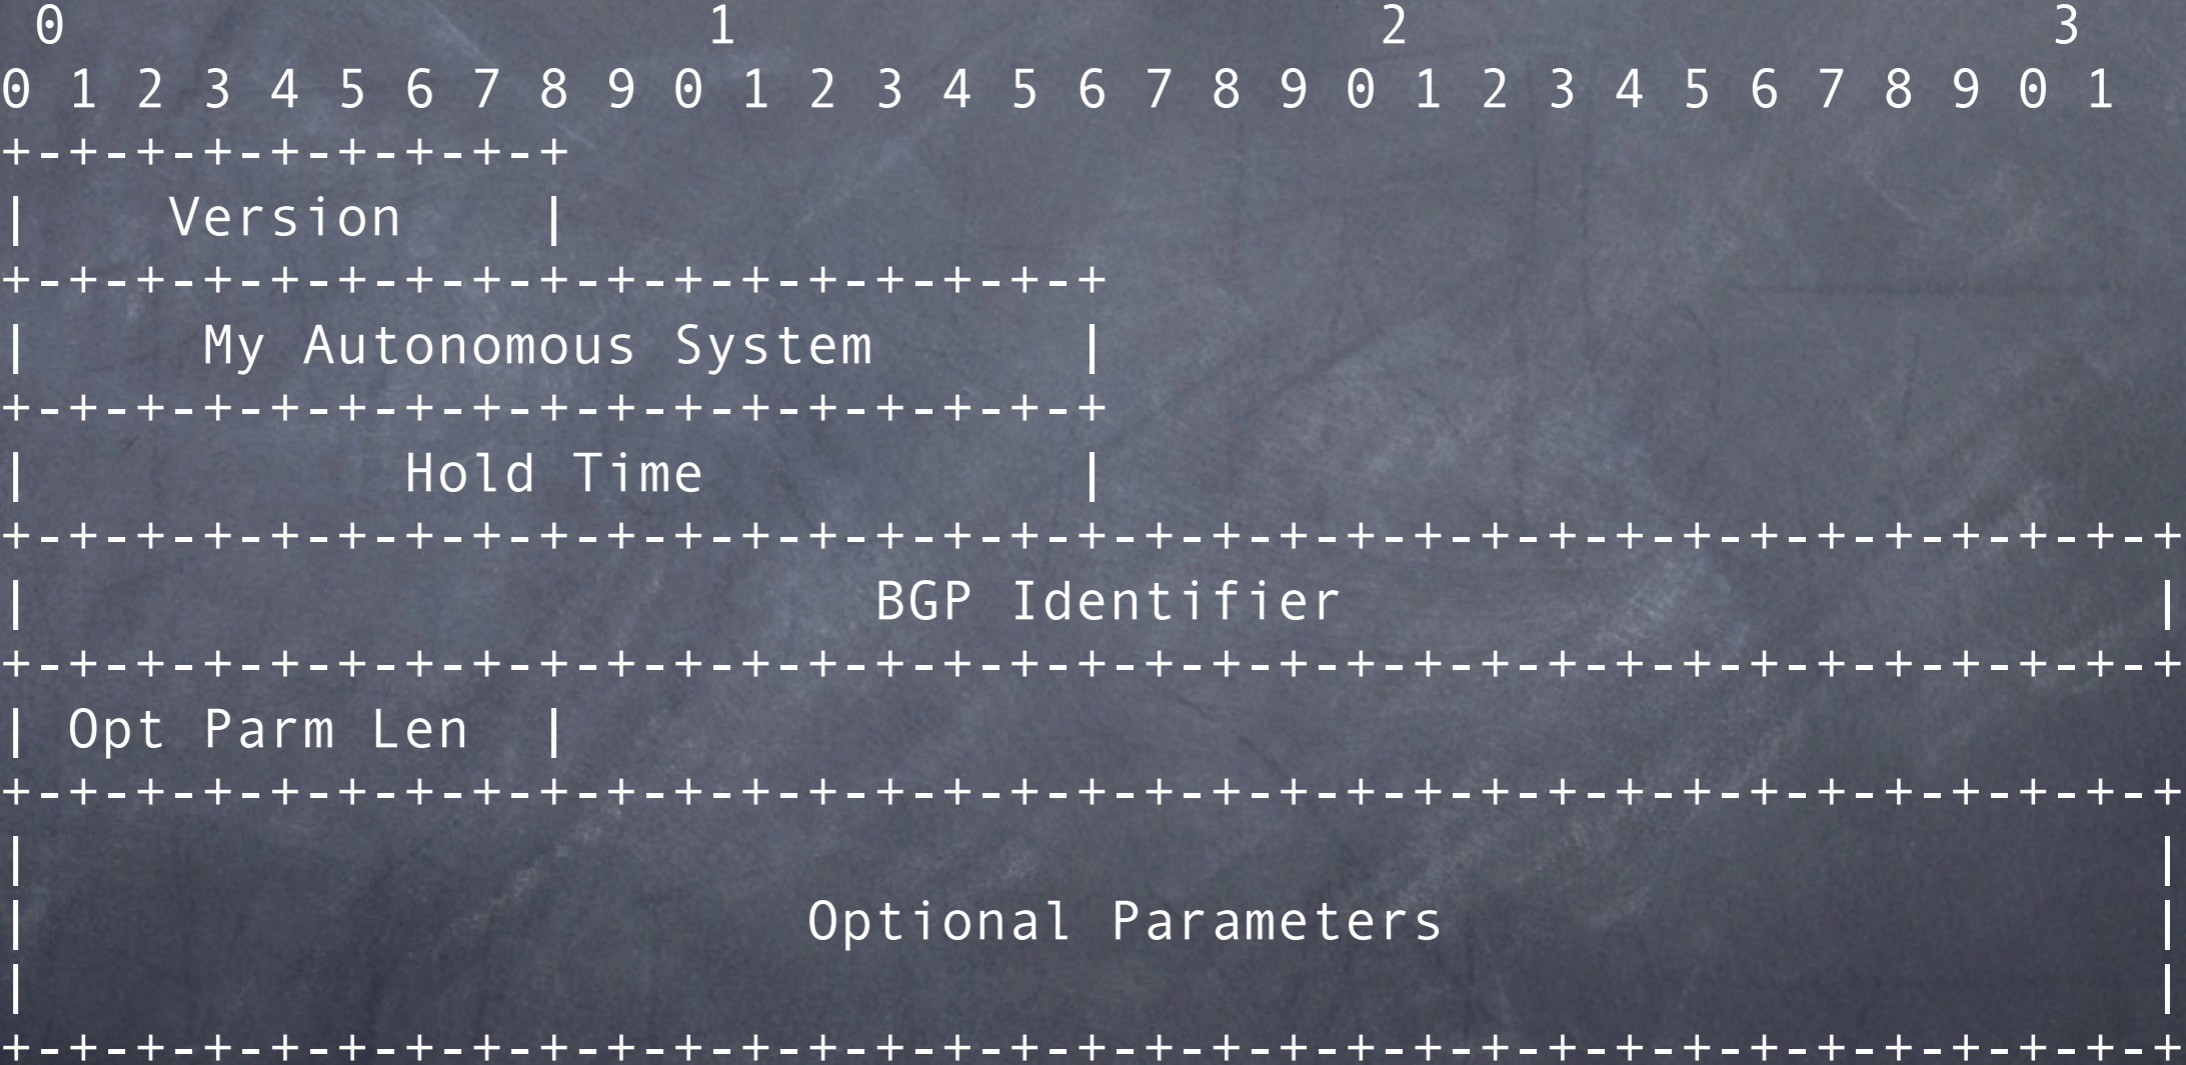 0                   1                   2                   3
0 1 2 3 4 5 6 7 8 9 0 1 2 3 4 5 6 7 8 9 0 1 2 3 4 5 6 7 8 9 0 1
+-+-+-+-+-+-+-+-+
|    Version    |
+-+-+-+-+-+-+-+-+-+-+-+-+-+-+-+-+
|     My Autonomous System      |
+-+-+-+-+-+-+-+-+-+-+-+-+-+-+-+-+
|           Hold Time           |
+-+-+-+-+-+-+-+-+-+-+-+-+-+-+-+-+-+-+-+-+-+-+-+-+-+-+-+-+-+-+-+-+
|                         BGP Identifier                        |
+-+-+-+-+-+-+-+-+-+-+-+-+-+-+-+-+-+-+-+-+-+-+-+-+-+-+-+-+-+-+-+-+
| Opt Parm Len  |
+-+-+-+-+-+-+-+-+-+-+-+-+-+-+-+-+-+-+-+-+-+-+-+-+-+-+-+-+-+-+-+-+
|                                                               |
|                       Optional Parameters                     |
|                                                               |
+-+-+-+-+-+-+-+-+-+-+-+-+-+-+-+-+-+-+-+-+-+-+-+-+-+-+-+-+-+-+-+-+